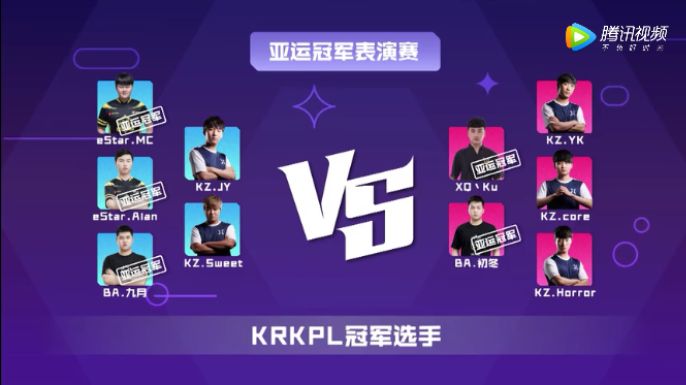 腾讯视频
不负好时光
亚运冠军表演赛
亚运冠军
eStar.MC
KZ.JY
亚运冠军
eStar.Alan
KZ.Sweet
亚运冠军
BA.九月
VS
KZ.YK
亚运冠军
XQ丶Ku
KZ.core
亚运冠军
BA.初冬
KZ.Horror
KRKPL冠军选手